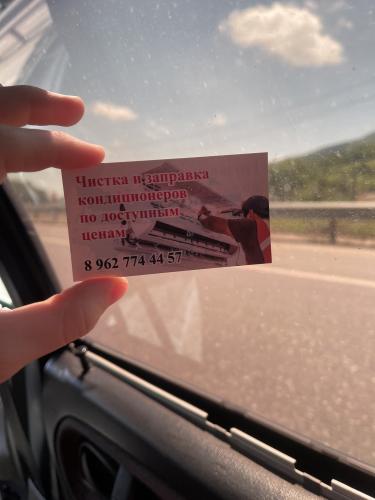 Чистка и заправка
кондиционеров
по доступным
ценам
8 962 774 44 57